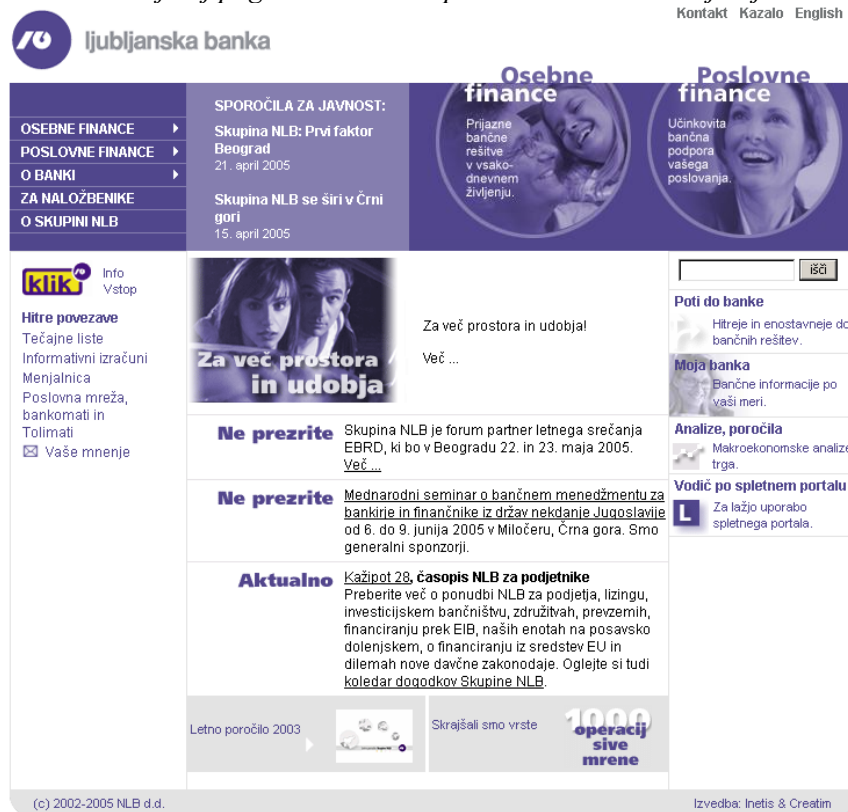 Kontakt Kazalo English
ljubljanska banka
OSEBNE FINANCE
POSLOVNE FINANCE
O BANKI
ZA NALOŽBENIKE
O SKUPINI NLB
SPOROČILA ZA JAVNOST:
Skupina NLB: Prvi faktor
Beograd
21. april 2005
Skupina NLB se širi v Črni
gori
15. april 2005
Osebne
finance
Prijazne
bančne
rešitve
v vsako-
dnevnem
življenju.
Poslovne
finance
Učinkovita
bančna
podpora
vašega
poslovanja.
klik
Info
Vstop
Hitre povezave
Tečajne liste
Informativni izračuni
Menjalnica
Poslovna mreža,
bankomati in
Tolimati
Vaše mnenje
Za več prostora
in udobja
Za več prostora in udobja!
Več ...
Ne prezrite
Skupina NLB je forum partner letnega srečanja
EBRD, ki bo v Beogradu 22. in 23. maja 2005.
Več ...
Ne prezrite
Mednarodni seminar o bančnem menedžmentu za
bankirje in finančnike iz držav nekdanje Jugoslavije
od 6. do 9. junija 2005 v Miločeru, Črna gora. Smo
generalni sponzorji.
Aktualno
Kažipot 28, časopis NLB za podjetnike
Preberite več o ponudbi NLB za podjetja, lizingu,
investicijskem bančništvu, združitvah, prevzemih,
financiranju prek EIB, naših enotah na posavsko
dolenjskem, o financiranju iz sredstev EU in
dilemah nove davčne zakonodaje. Oglejte si tudi
koledar dogodkov Skupine NLB.
Letno poročilo 2003
Skrajšali smo vrste
1000
operacij
sive
mrene
išči
Poti do banke
Hitreje in enostavneje do
bančnih rešitev.
Moja banka
Bančne informacije po
vaši meri.
Analize, poročila
Makroekonomske analize
trga.
Vodič po spletnem portalu
L
Za lažjo uporabo
spletnega portala.
(c) 2002-2005 NLB d.d.
Izvedba: Inetis & Creatim